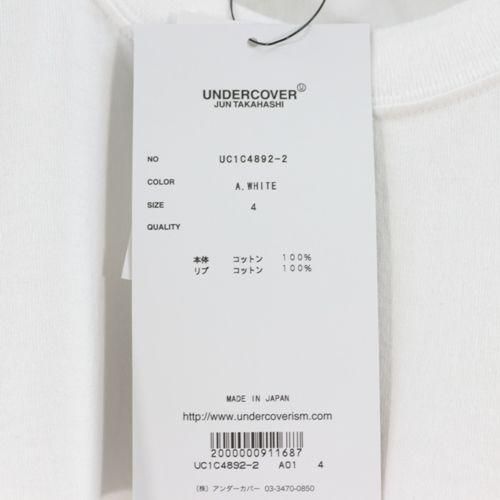 UNDERCOVER
JUN TAKAHASHI
NO UC1C4892-2
COLOR A.WHITE
SIZE 4
QUALITY
本体 コットン 100%
リブ コットン 100%
MADE IN JAPAN
http://www.undercoverism.com
2000000911687
UC1C4892-2 A01 4
(株) アンダーカバー 03-3470-0850